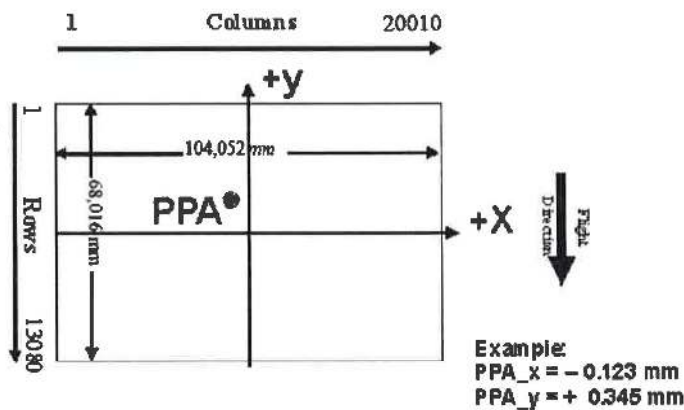 1 Columns 20010
+y
1
104,052 mm
68,016 mm
Rows
PPA
+X
Flight
Direction
13080
Example:
PPA_x = - 0.123 mm
PPA_y = + 0.345 mm